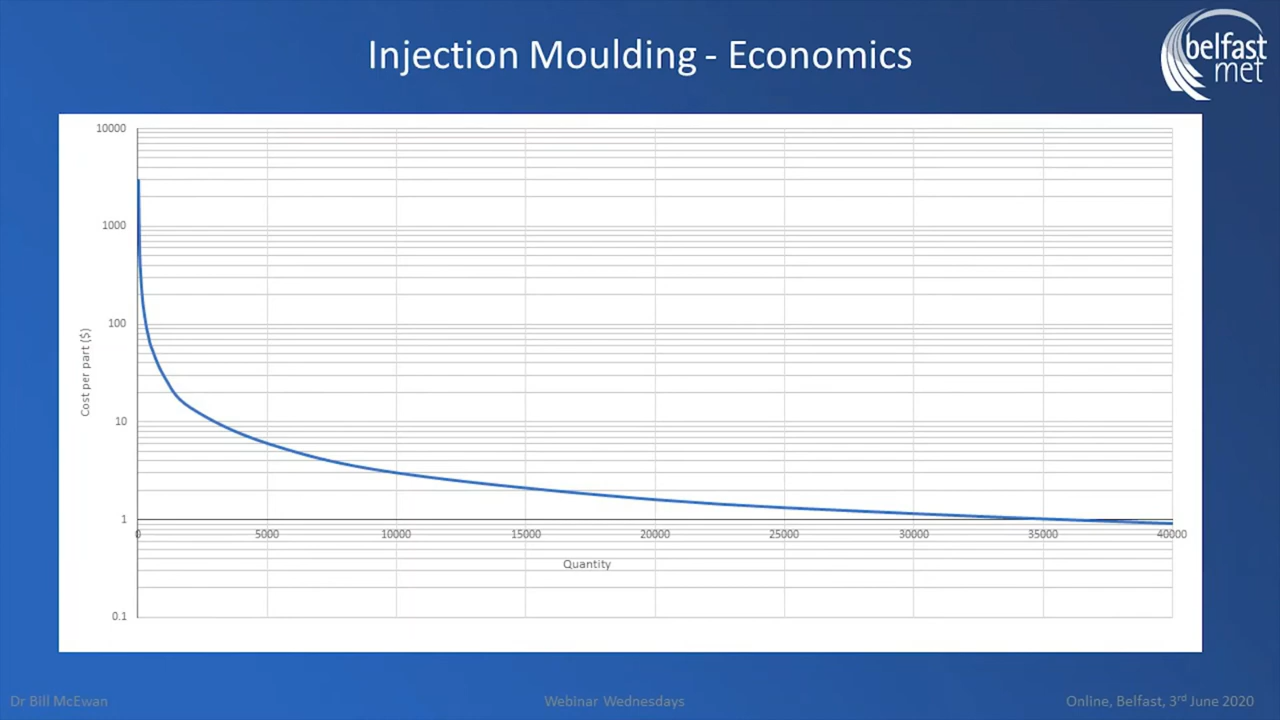 Injection Moulding - Economics
belfast
met
10000
1000
100
10
1
0.1
Cost per part ($)
0 5000 10000 15000 20000 25000 30000 35000 40000
Quantity
Dr Bill McEwan
Webinar Wednesdays
Online, Belfast, 3rd June 2020